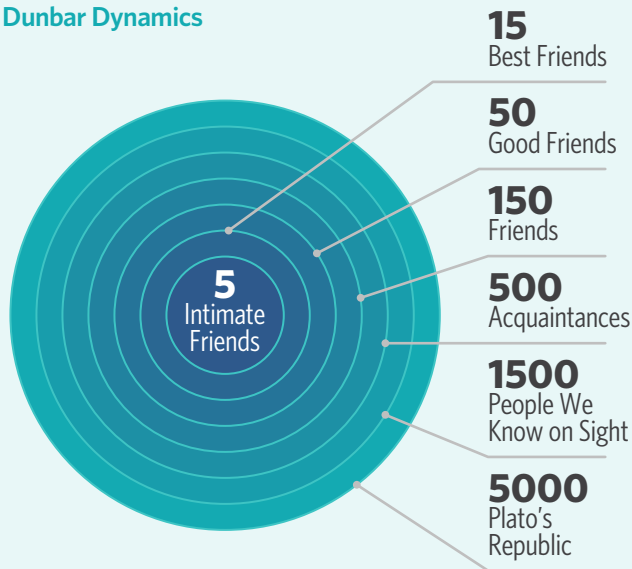 Dunbar Dynamics
5
Intimate
Friends
15
Best Friends
50
Good Friends
150
Friends
500
Acquaintances
1500
People We
Know on Sight
5000
Plato's
Republic